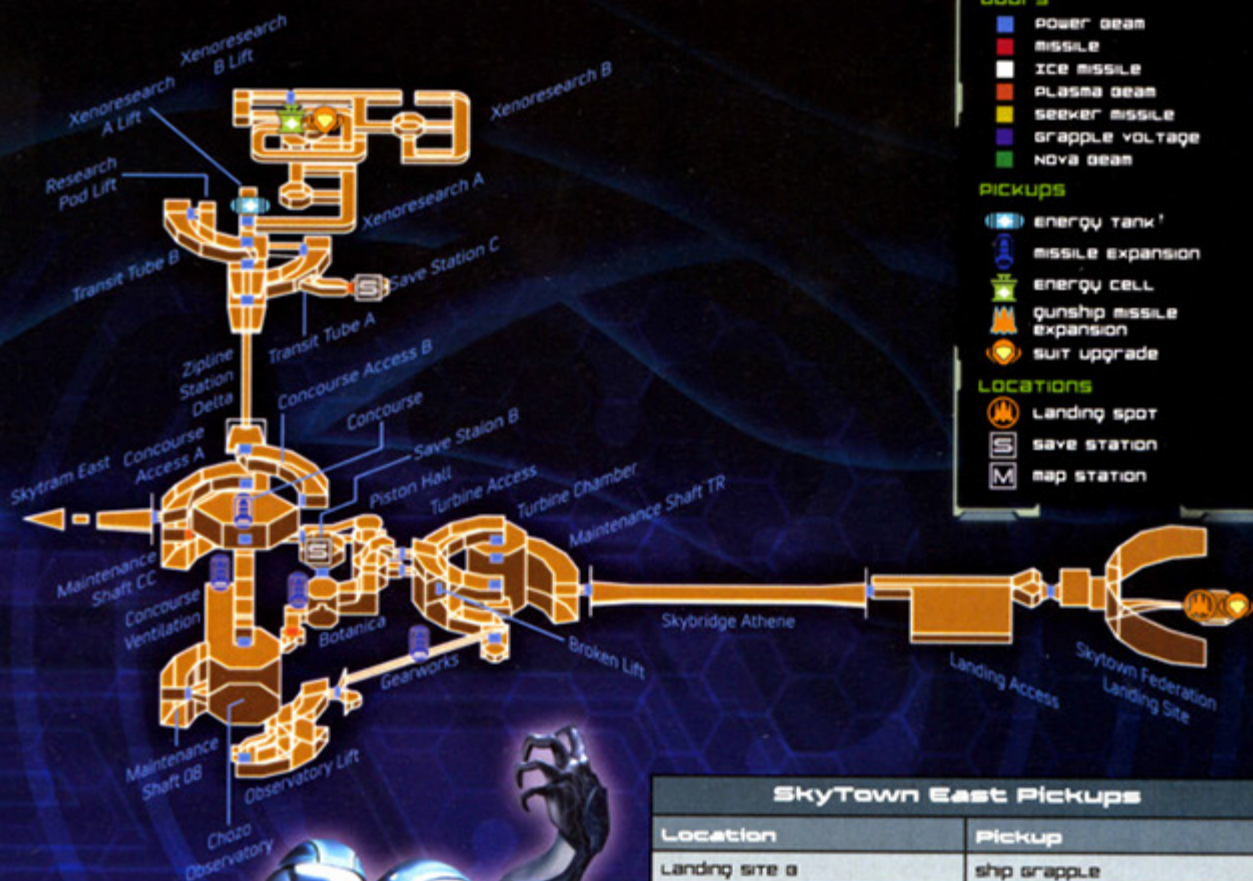 DOORS
POWER BEAM
MISSILE
ICE MISSILE
PLASMA BEAM
SEEKER MISSILE
GRAPPLE VOLTAGE
NOVA BEAM
PICKUPS
ENERGY TANK†
MISSILE EXPANSION
ENERGY CELL
GUNSHIP MISSILE
EXPANSION
SUIT UPGRADE
LOCATIONS
LANDING SPOT
S
SAVE STATION
M
MAP STATION
Xenoresearch
B Lift
Xenoresearch
A Lift
Xenoresearch B
Research
Pod Lift
Xenoresearch A
Transit Tube B
Save Station C
S
Transit Tube A
Zipline
Station
Delta
Concourse Access B
Concourse
Save Staion B
Concourse
Access A
Skytram East
Piston Hall
Turbine Access
Turbine Chamber
Maintenance Shaft TR
S
Maintenance
Shaft CC
Concourse
Ventilation
Botanica
Gearworks
Broken Lift
Skybridge Athene
Landing Access
Skytown Federation
Landing Site
Maintenance
Shaft OB
Observatory Lift
Chozo
Observatory
SkyTown East Pickups
Location
Pickup
LANDING SITE B
SHIP GRAPPLE